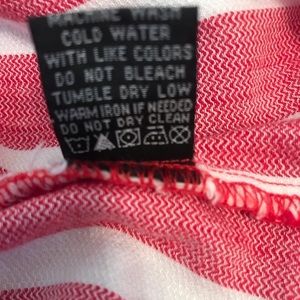 MACHINE WASH
COLD WATER
WITH LIKE COLORS
DO NOT BLEACH
TUMBLE DRY LOW
WARM IRON IF NEEDED
DO NOT DRY CLEAN